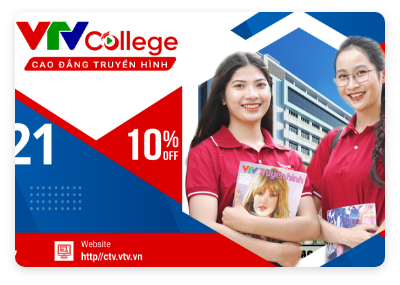 VTV College
CAO ĐẲNG TRUYỀN HÌNH
21
10% OFF
VTV Truyền hình
Website
http//ctv.vtv.vn